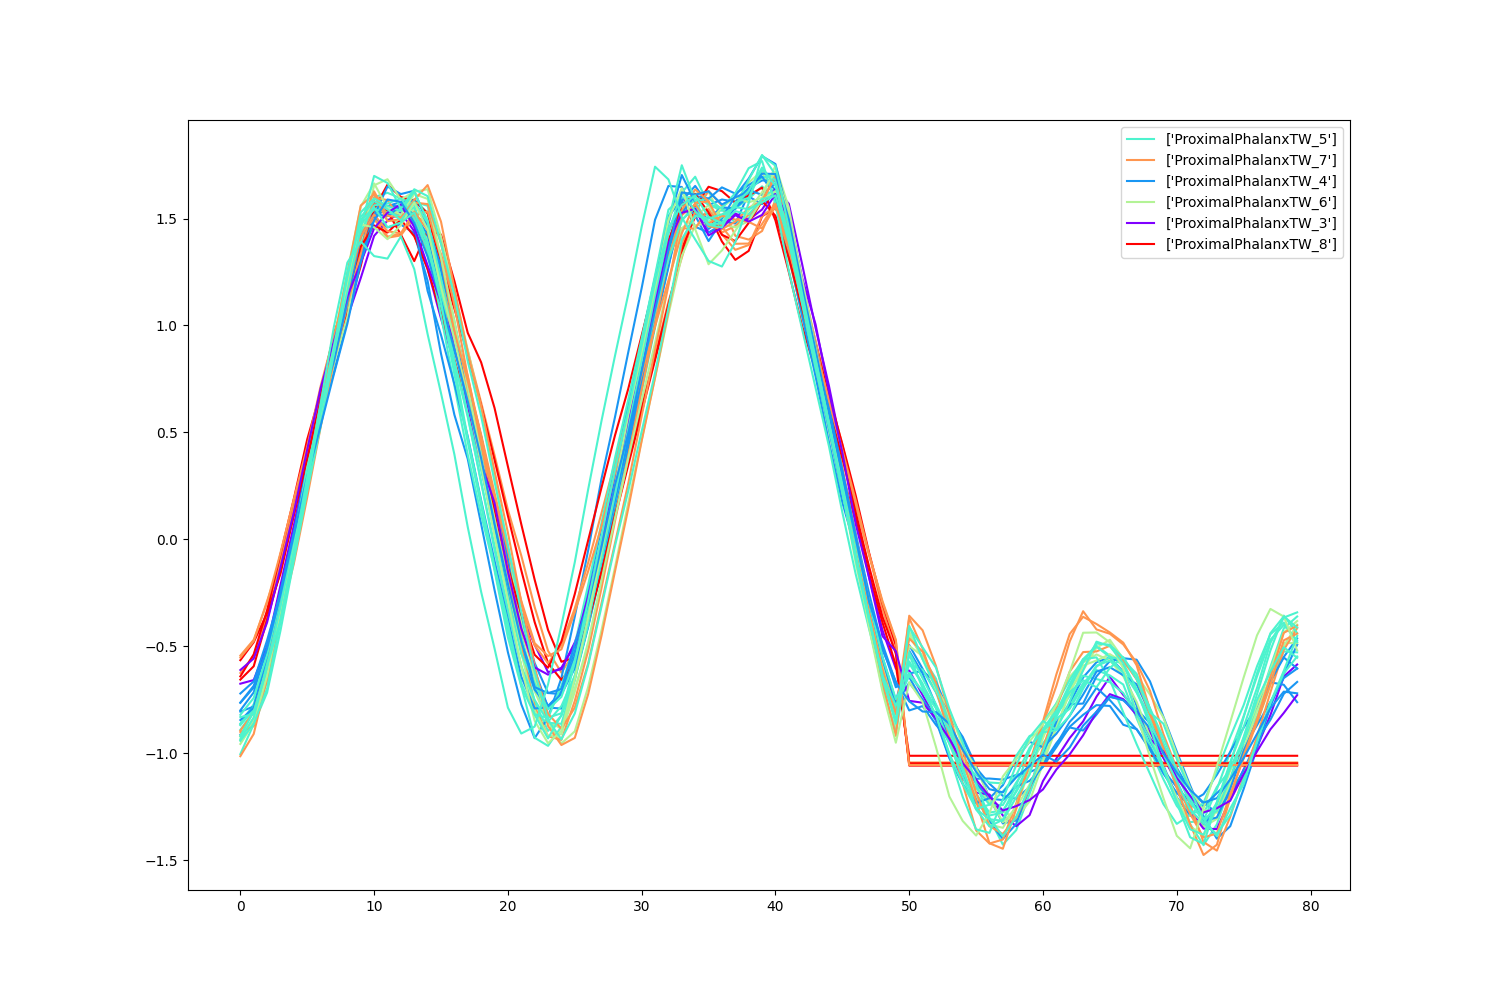 ['ProximalPhalanxTW_5']
['ProximalPhalanxTW_7']
['ProximalPhalanxTW_4']
['ProximalPhalanxTW_6']
['ProximalPhalanxTW_3']
['ProximalPhalanxTW_8']
1.5
1.0
0.5
0.0
−0.5
−1.0
−1.5
0 10 20 30 40 50 60 70 80